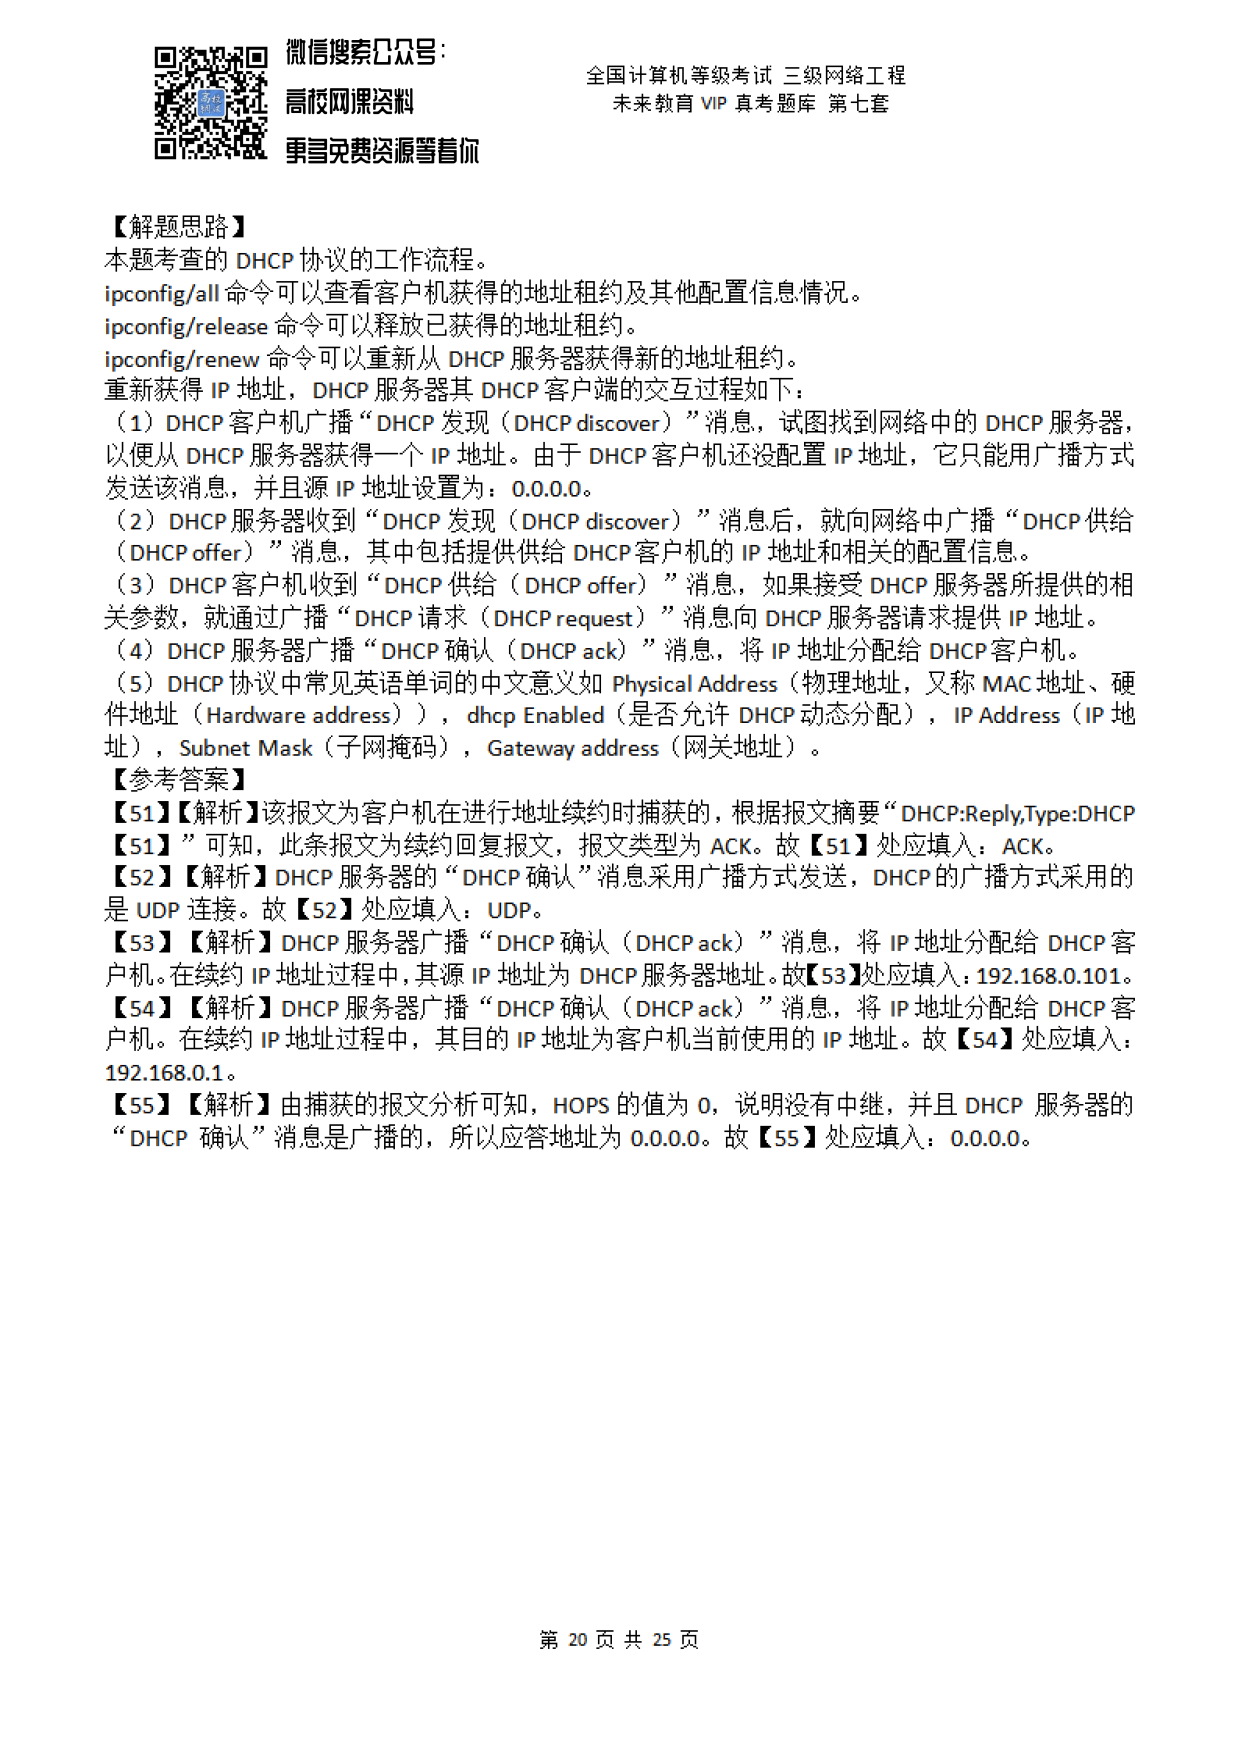 微信搜索公众号：
高校网课资料
更多免费资源等着你
全国计算机等级考试 三级网络工程
未来教育 VIP 真考题库 第七套
【解题思路】
本题考查的 DHCP 协议的工作流程。
ipconfig/all 命令可以查看客户机获得的地址租约及其他配置信息情况。
ipconfig/release 命令可以释放已获得的地址租约。
ipconfig/renew 命令可以重新从 DHCP 服务器获得新的地址租约。
重新获得 IP 地址，DHCP 服务器其 DHCP 客户端的交互过程如下：
（1）DHCP 客户机广播“DHCP 发现（DHCP discover）”消息，试图找到网络中的 DHCP 服务器，
以便从 DHCP 服务器获得一个 IP 地址。由于 DHCP 客户机还没配置 IP 地址，它只能用广播方式
发送该消息，并且源 IP 地址设置为：0.0.0.0。
（2）DHCP 服务器收到“DHCP 发现（DHCP discover）”消息后，就向网络中广播“DHCP 供给
（DHCP offer）”消息，其中包括提供供给 DHCP 客户机的 IP 地址和相关的配置信息。
（3）DHCP 客户机收到“DHCP 供给（DHCP offer）”消息，如果接受 DHCP 服务器所提供的相
关参数，就通过广播“DHCP 请求（DHCP request）”消息向 DHCP 服务器请求提供 IP 地址。
（4）DHCP 服务器广播“DHCP 确认（DHCP ack）”消息，将 IP 地址分配给 DHCP 客户机。
（5）DHCP 协议中常见英语单词的中文意义如 Physical Address（物理地址，又称 MAC 地址、硬
件地址（Hardware address）），dhcp Enabled（是否允许 DHCP 动态分配），IP Address（IP 地
址），Subnet Mask（子网掩码），Gateway address（网关地址）。
【参考答案】
【51】【解析】该报文为客户机在进行地址续约时捕获的，根据报文摘要“DHCP:Reply,Type:DHCP
【51】”可知，此条报文为续约回复报文，报文类型为 ACK。故【51】处应填入：ACK。
【52】【解析】DHCP 服务器的“DHCP 确认”消息采用广播方式发送，DHCP 的广播方式采用的
是 UDP 连接。故【52】处应填入：UDP。
【53】【解析】DHCP 服务器广播“DHCP 确认（DHCP ack）”消息，将 IP 地址分配给 DHCP 客
户机。在续约 IP 地址过程中，其源 IP 地址为 DHCP 服务器地址。故【53】处应填入：192.168.0.101。
【54】【解析】DHCP 服务器广播“DHCP 确认（DHCP ack）”消息，将 IP 地址分配给 DHCP 客
户机。在续约 IP 地址过程中，其目的 IP 地址为客户机当前使用的 IP 地址。故【54】处应填入：
192.168.0.1。
【55】【解析】由捕获的报文分析可知，HOPS 的值为 0，说明没有中继，并且 DHCP 服务器的
“DHCP 确认”消息是广播的，所以应答地址为 0.0.0.0。故【55】处应填入：0.0.0.0。
第 20 页 共 25 页